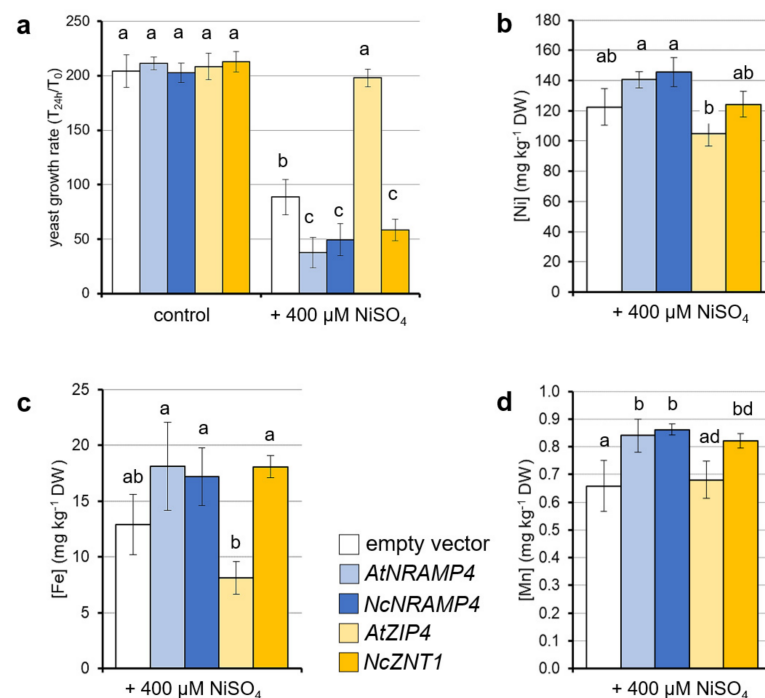 a
yeast growth rate (T24h/T0)
250
200
150
100
50
0
a a a a a
b
c c
a
c
control
+ 400 µM NiSO4
b
[Ni] (mg kg-1 DW)
180
160
140
120
100
80
60
40
20
0
ab
a
a
b
ab
+ 400 µM NiSO4
c
[Fe] (mg kg-1 DW)
25
20
15
10
5
0
ab
a
a
b
a
+ 400 µM NiSO4
empty vector
AtNRAMP4
NcNRAMP4
AtZIP4
NcZNT1
d
[Mn] (mg kg-1 DW)
1.0
0.9
0.8
0.7
0.6
0.5
0.4
0.3
0.2
0.1
0.0
a
b
b
ad
bd
+ 400 µM NiSO4